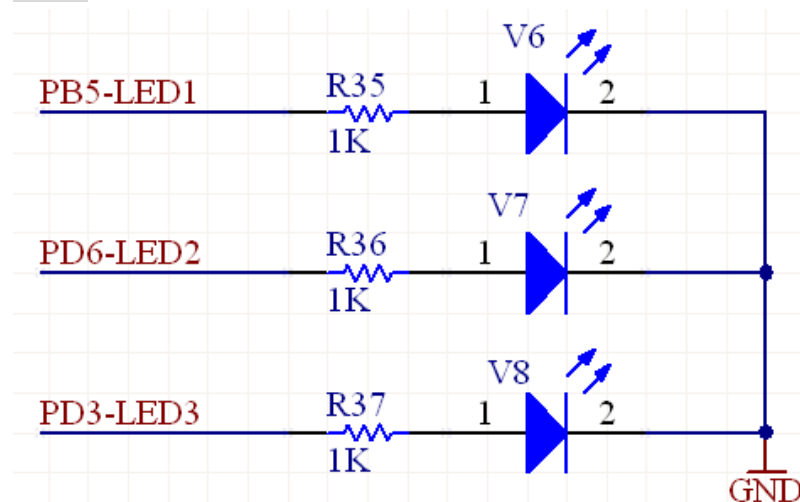 V6
PB5-LED1
R35
1
2
1K
V7
PD6-LED2
R36
1
2
1K
V8
PD3-LED3
R37
1
2
1K
GND